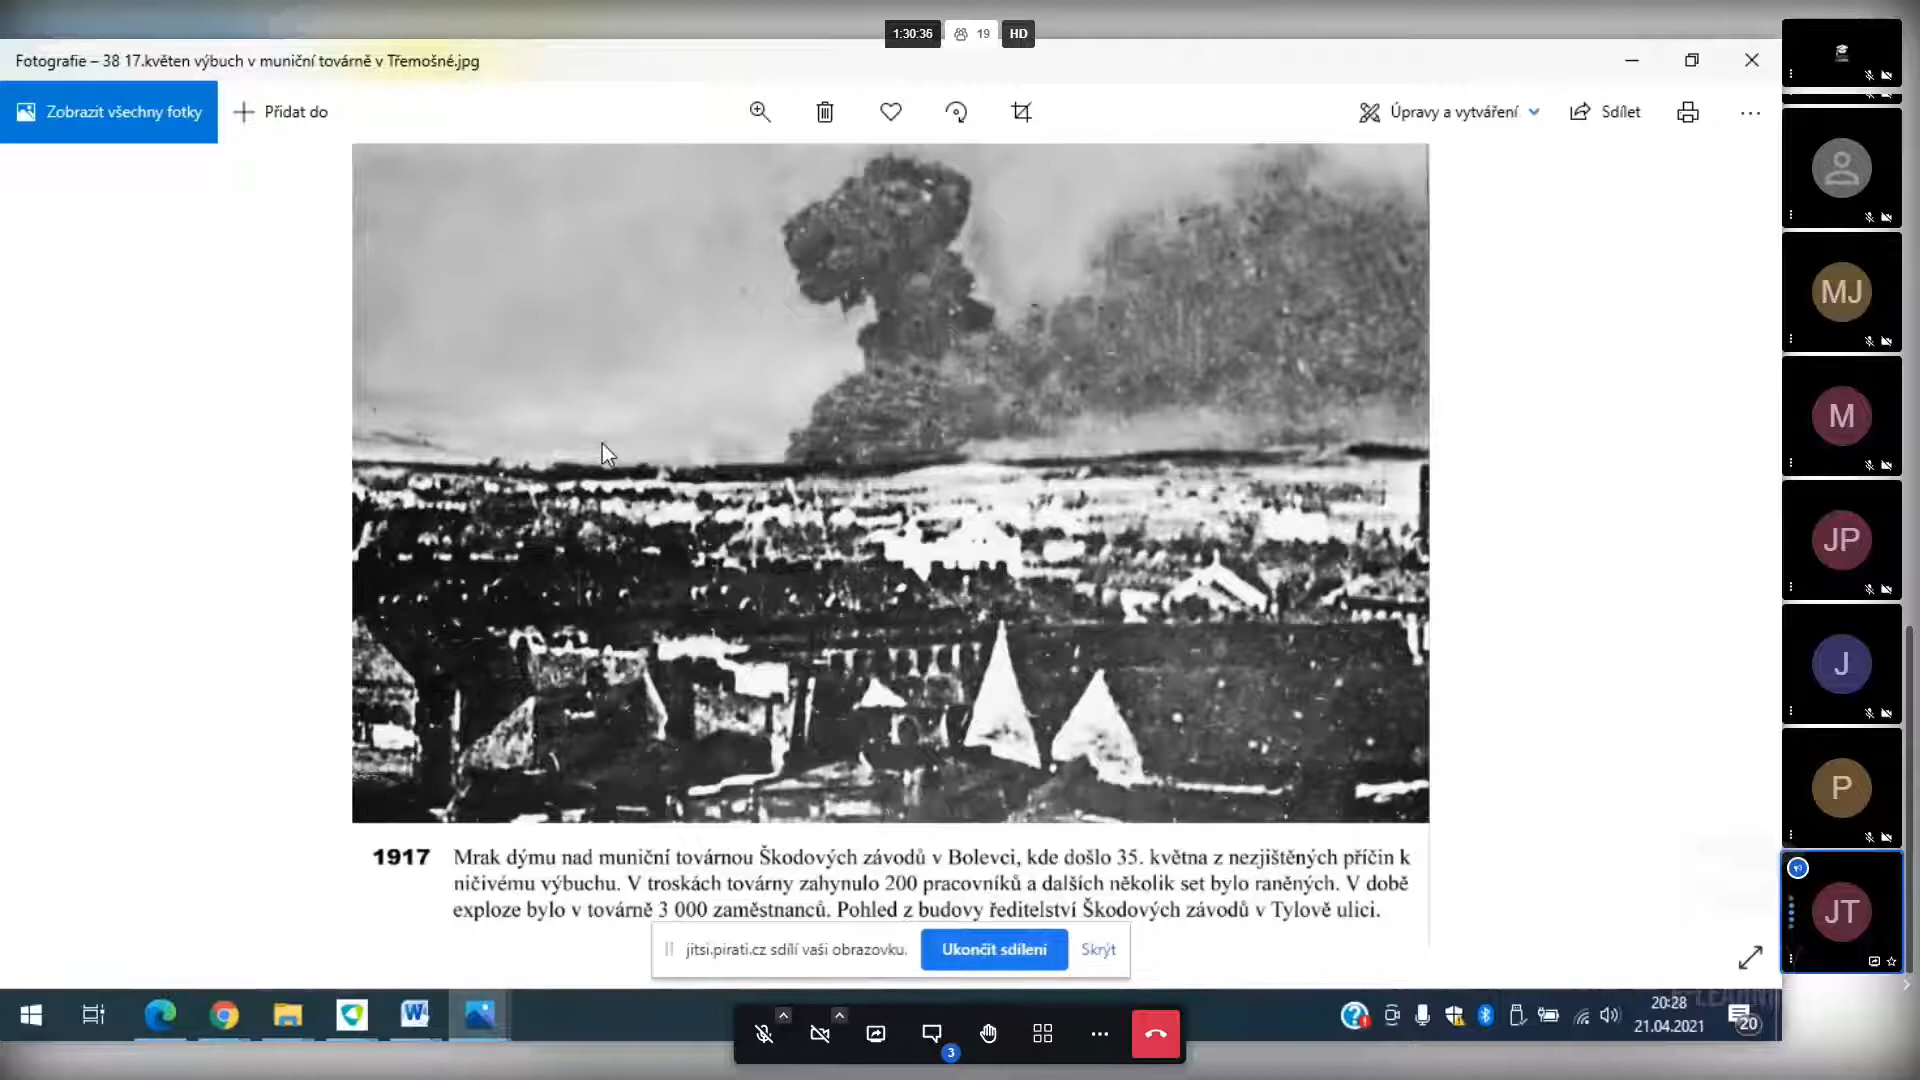 1:30:36
19
HD
Fotografie – 38 17.květen výbuch v muniční továrně v Třemošné.jpg
Zobrazit všechny fotky
Přidat do
Úpravy a vytváření
Sdílet
MJ
M
JP
J
P
JT
1917 Mrak dýmu nad muniční továrnou Škodových závodů v Bolevci, kde došlo 35. května z nezjištěných příčin k
ničivému výbuchu. V troskách továrny zahynulo 200 pracovníků a dalších několik set bylo raněných. V době
exploze bylo v továrně 3 000 zaměstnanců. Pohled z budovy ředitelství Škodových závodů v Tylově ulici.
jitsi.pirati.cz sdílí vaši obrazovku.
Ukončit sdílení
Skrýt
20:28
21.04.2021
20
3